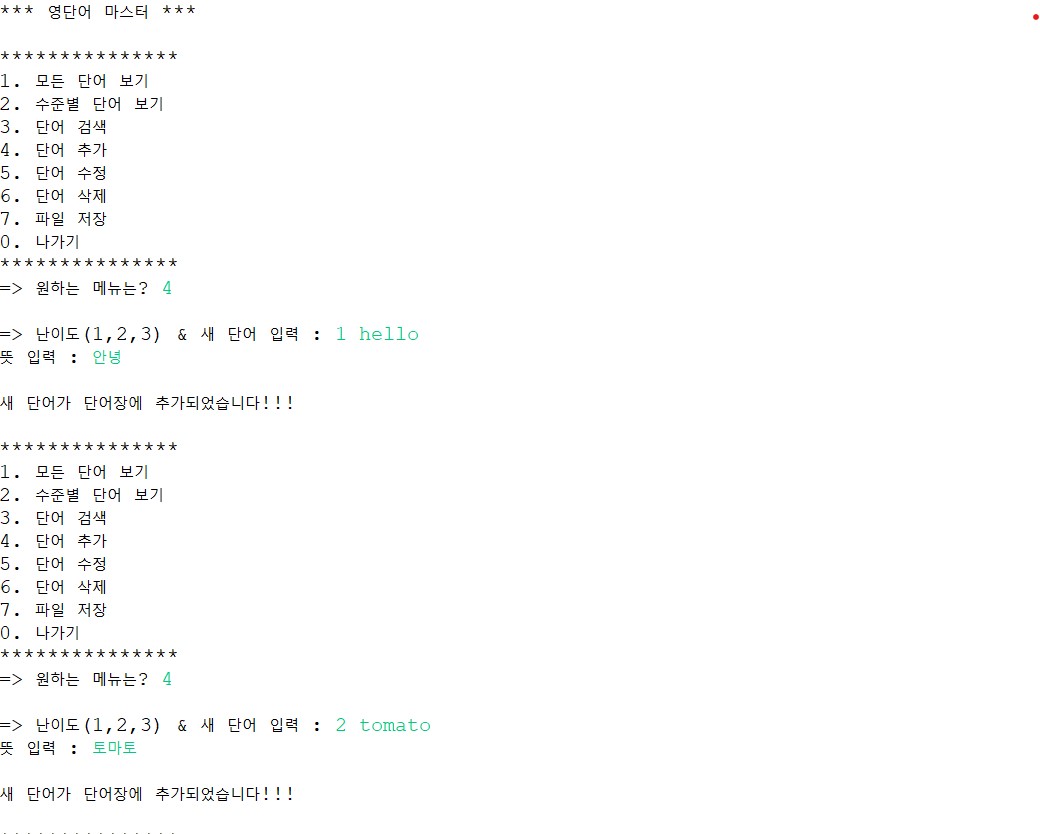 *** 영단어 마스터 ***
***************
1. 모든 단어 보기
2. 수준별 단어 보기
3. 단어 검색
4. 단어 추가
5. 단어 수정
6. 단어 삭제
7. 파일 저장
0. 나가기
***************
=> 원하는 메뉴는? 4
=> 난이도(1,2,3) & 새 단어 입력 : 1 hello
뜻 입력 : 안녕
새 단어가 단어장에 추가되었습니다!!!
***************
1. 모든 단어 보기
2. 수준별 단어 보기
3. 단어 검색
4. 단어 추가
5. 단어 수정
6. 단어 삭제
7. 파일 저장
0. 나가기
***************
=> 원하는 메뉴는? 4
=> 난이도(1,2,3) & 새 단어 입력 : 2 tomato
뜻 입력 : 토마토
새 단어가 단어장에 추가되었습니다!!!
***************